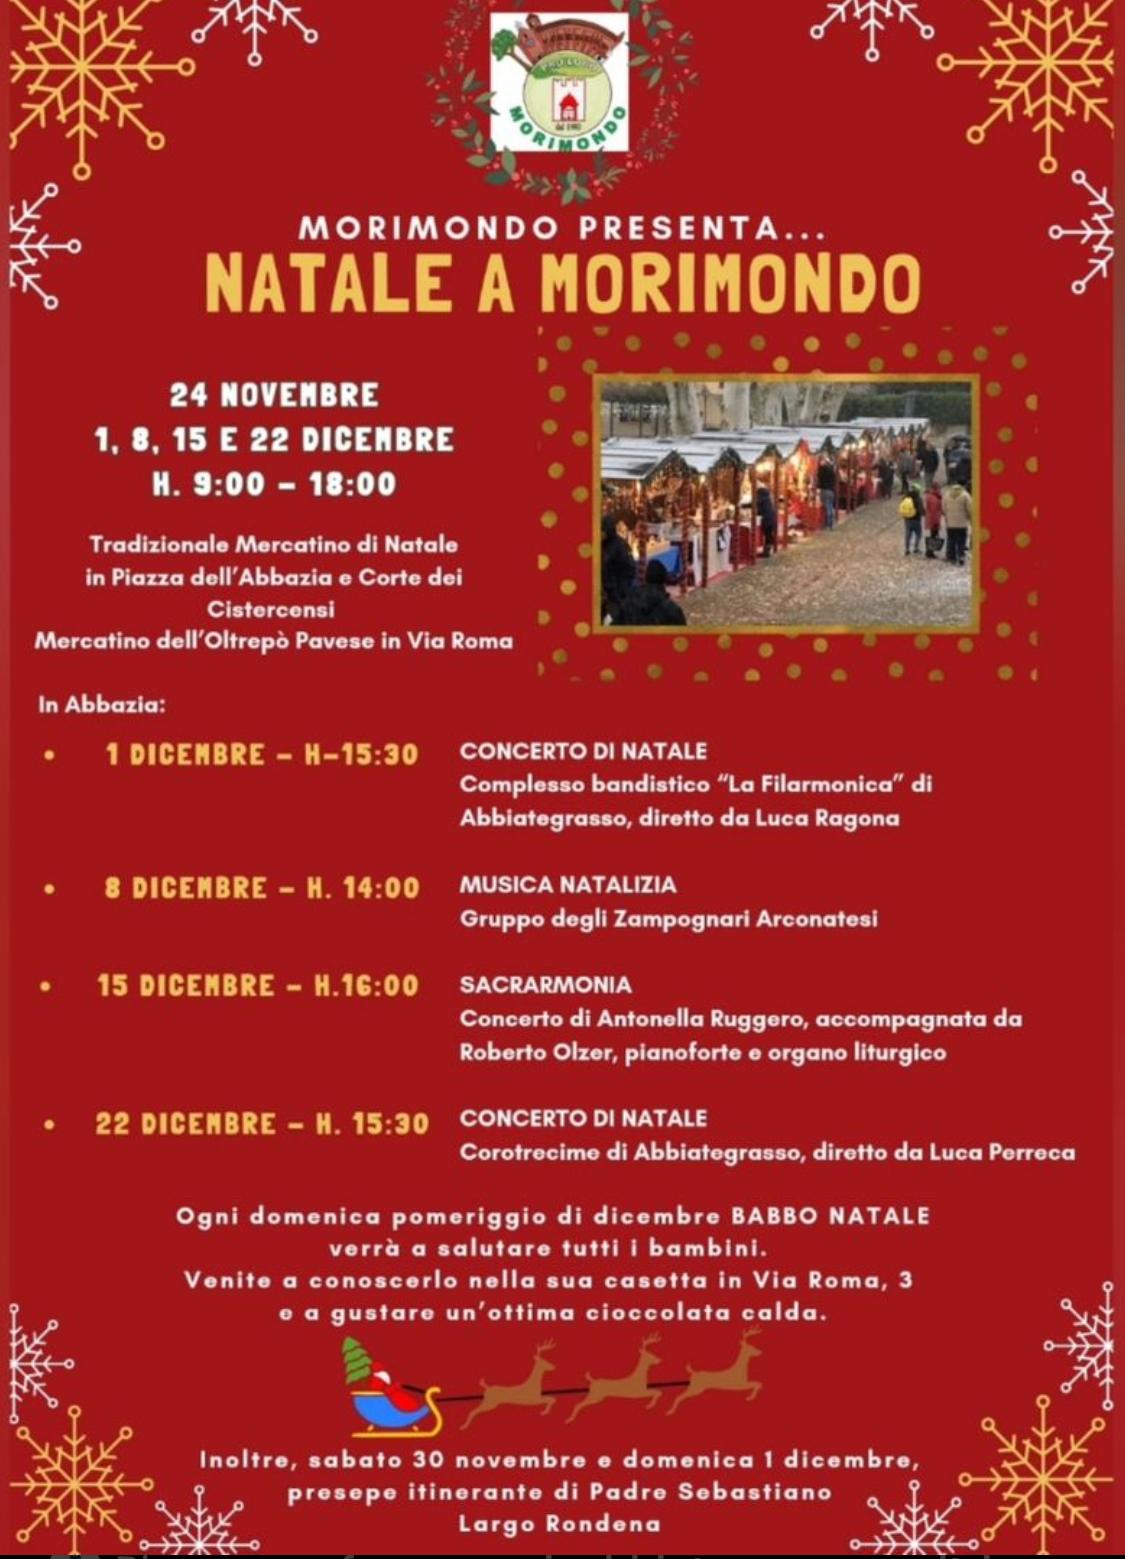 PRO LOCO
dal 1983
MORIMONDO
MORIMONDO PRESENTA...
NATALE A MORIMONDO
24 NOVEMBRE
1, 8, 15 E 22 DICEMBRE
H. 9:00 – 18:00
Tradizionale Mercatino di Natale
in Piazza dell'Abbazia e Corte dei
Cistercensi
Mercatino dell'Oltrepò Pavese in Via Roma
In Abbazia:
• 1 DICEMBRE – H–15:30
CONCERTO DI NATALE
Complesso bandistico “La Filarmonica” di
Abbiategrasso, diretto da Luca Ragona
• 8 DICEMBRE – H. 14:00
MUSICA NATALIZIA
Gruppo degli Zampognari Arconatesi
• 15 DICEMBRE – H.16:00
SACRARMONIA
Concerto di Antonella Ruggero, accompagnata da
Roberto Olzer, pianoforte e organo liturgico
• 22 DICEMBRE – H. 15:30
CONCERTO DI NATALE
Corotrecime di Abbiategrasso, diretto da Luca Perreca
Ogni domenica pomeriggio di dicembre BABBO NATALE
verrà a salutare tutti i bambini.
Venite a conoscerlo nella sua casetta in Via Roma, 3
e a gustare un'ottima cioccolata calda.
Inoltre, sabato 30 novembre e domenica 1 dicembre,
presepe itinerante di Padre Sebastiano
Largo Rondena